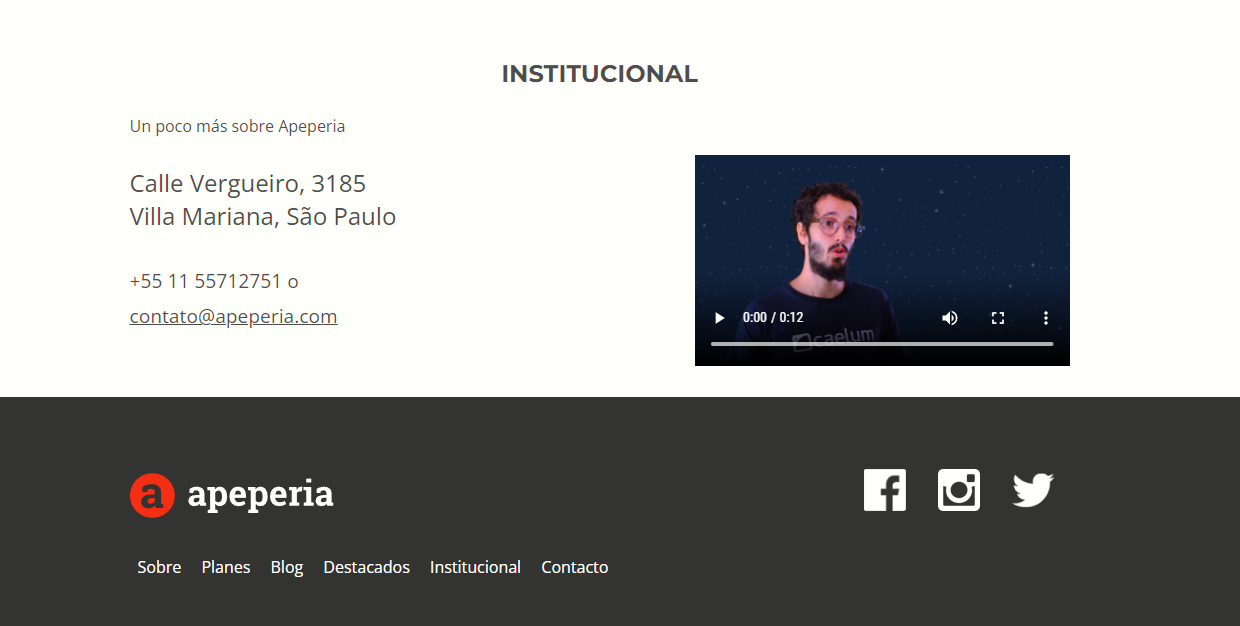 INSTITUCIONAL
Un poco más sobre Apeperia
Calle Vergueiro, 3185
Villa Mariana, São Paulo
+55 11 55712751 o
contato@apeperia.com
0:00 / 0:12
caelum
a apeperia
Sobre Planes Blog Destacados Institucional Contacto